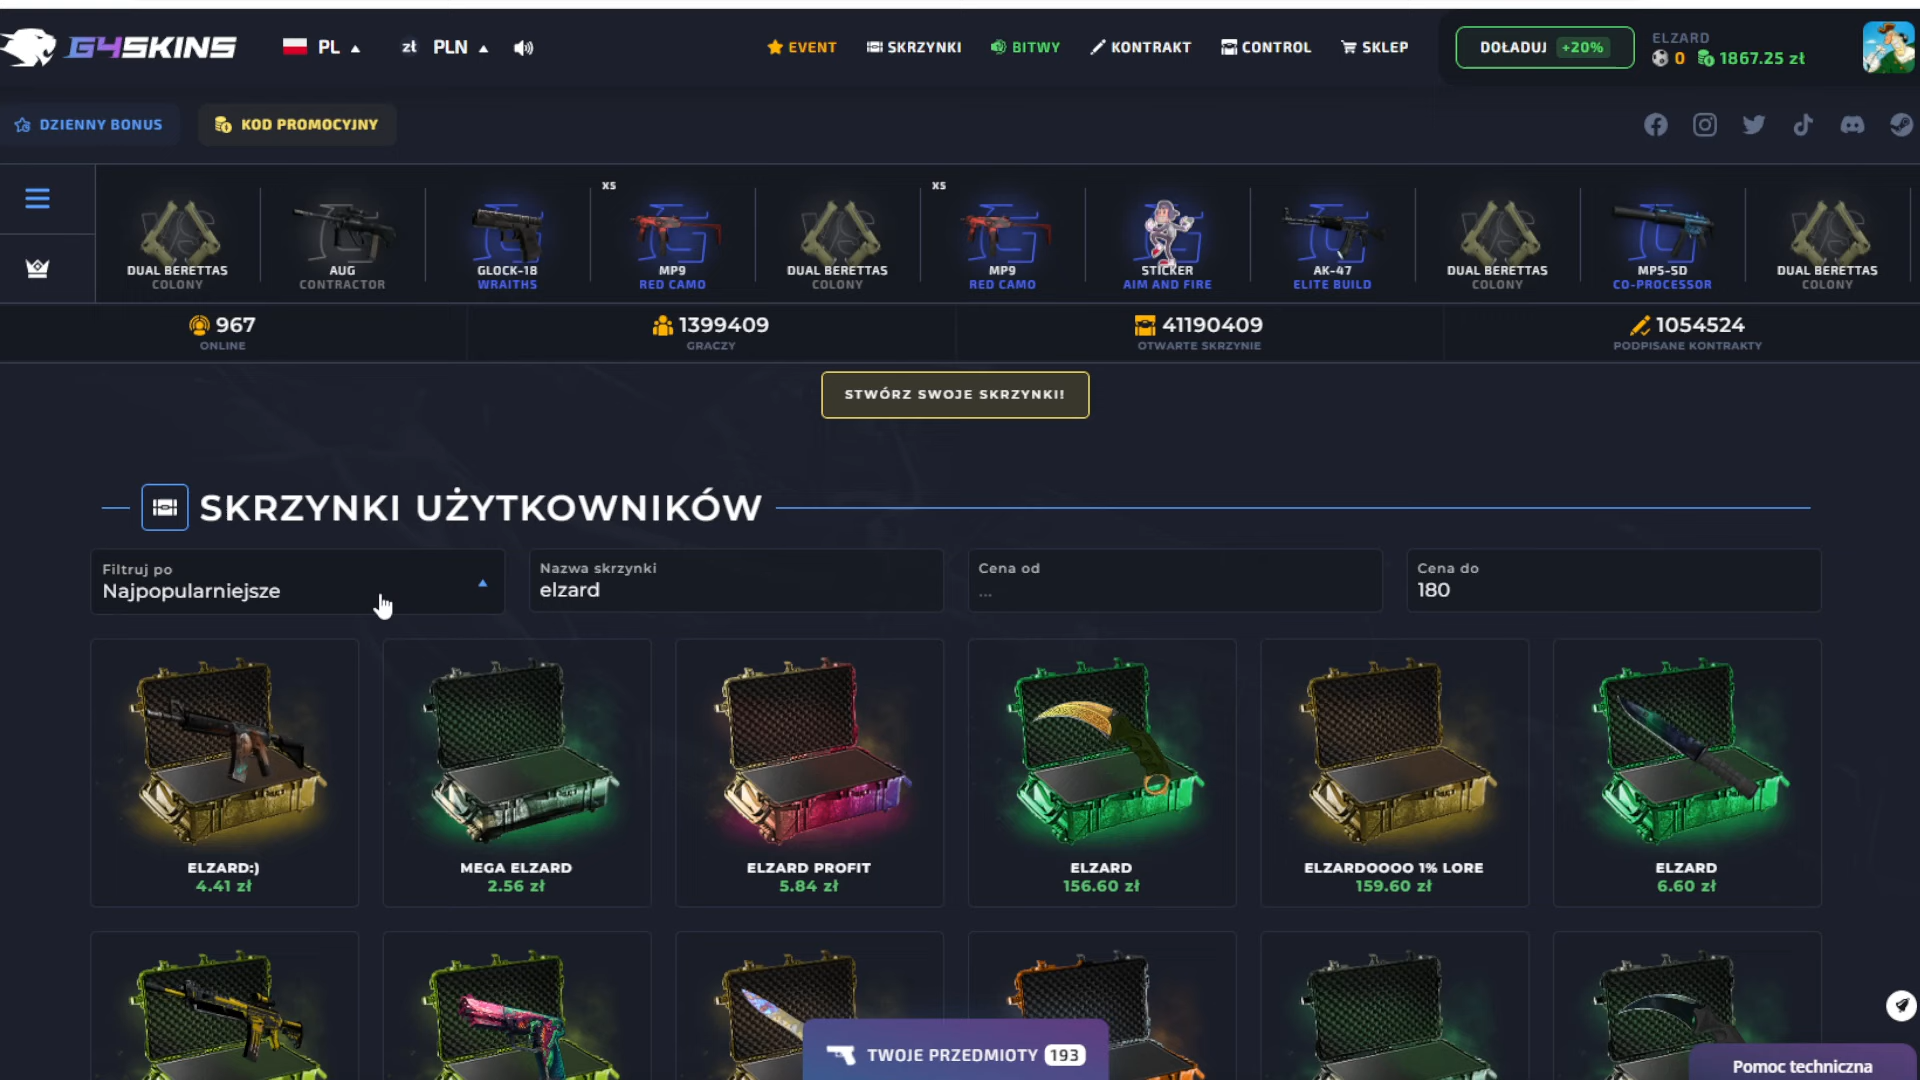 G4SKINS
PL
zł PLN
EVENT
SKRZYNKI
BITWY
KONTRAKT
CONTROL
SKLEP
DOŁADUJ +20%
ELZARD
0 1867.25 zł
DZIENNY BONUS
KOD PROMOCYJNY
DUAL BERETTAS
COLONY
AUG
CONTRACTOR
GLOCK-18
WRAITHS
X5
MP9
RED CAMO
DUAL BERETTAS
COLONY
X5
MP9
RED CAMO
STICKER
AIM AND FIRE
AK-47
ELITE BUILD
DUAL BERETTAS
COLONY
MP5-SD
CO-PROCESSOR
DUAL BERETTAS
COLONY
967
ONLINE
1399409
GRACZY
41190409
OTWARTE SKRZYNIE
1054524
PODPISANE KONTRAKTY
STWÓRZ SWOJE SKRZYNKI!
SKRZYNKI UŻYTKOWNIKÓW
Filtruj po
Najpopularniejsze
Nazwa skrzynki
elzard
Cena od
...
Cena do
180
ELZARD:)
4.41 zł
MEGA ELZARD
2.56 zł
ELZARD PROFIT
5.84 zł
ELZARD
156.60 zł
ELZARDOOOO 1% LORE
159.60 zł
ELZARD
6.60 zł
TWOJE PRZEDMIOTY 193
Pomoc techniczna